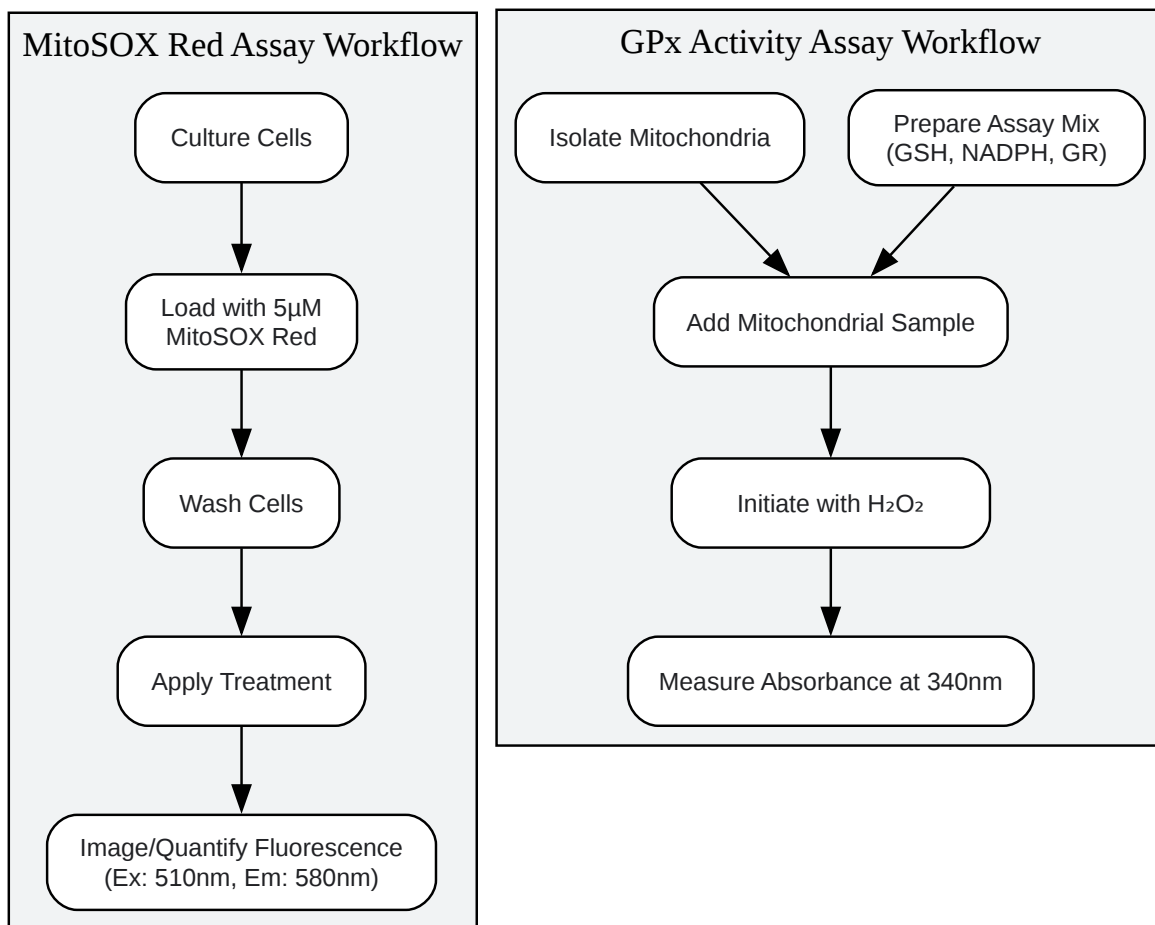 MitoSOX Red Assay Workflow
Culture Cells
Load with 5µM
MitoSOX Red
Wash Cells
Apply Treatment
Image/Quantify Fluorescence
(Ex: 510nm, Em: 580nm)
GPx Activity Assay Workflow
Isolate Mitochondria
Prepare Assay Mix
(GSH, NADPH, GR)
Add Mitochondrial Sample
Initiate with H₂O₂
Measure Absorbance at 340nm